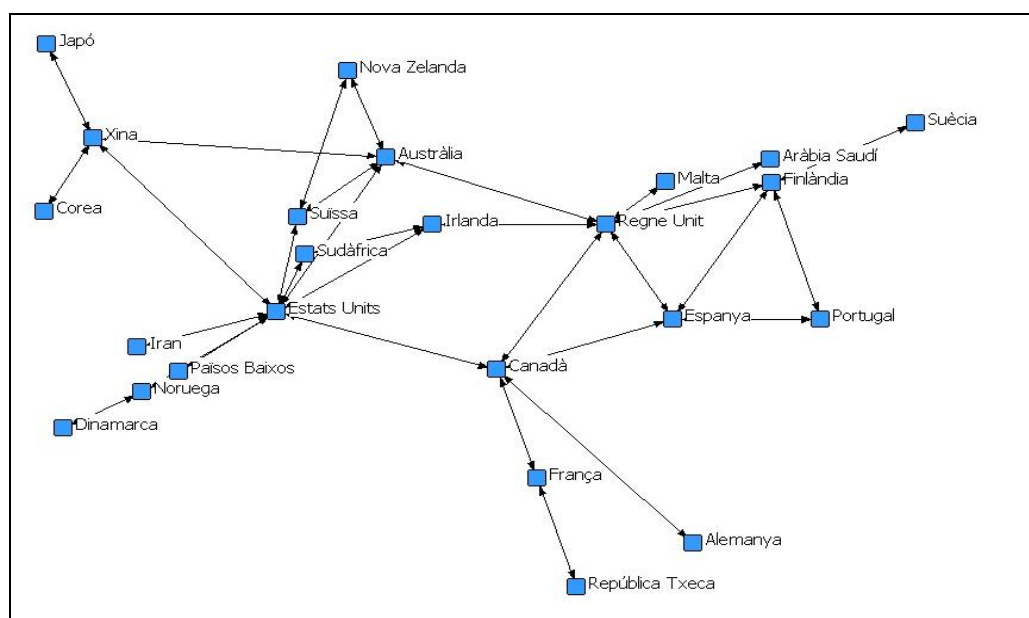 Japó
Nova Zelanda
Suècia
Xina
Austràlia
Aràbia Saudí
Malta
Finlàndia
Corea
Suïssa
Irlanda
Regne Unit
Sudàfrica
Estats Units
Espanya
Portugal
Iran
Països Baixos
Canadà
Noruega
Dinamarca
França
Alemanya
República Txeca